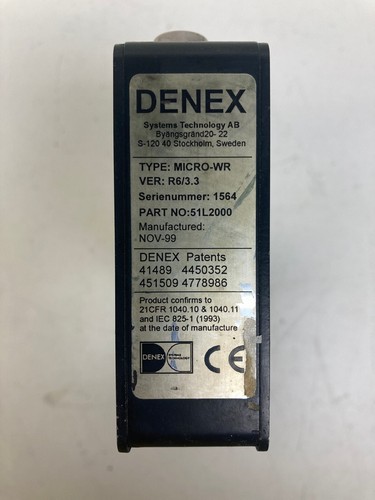 DENEX
Systems Technology AB
Byängsgränd20- 22
S-120 40 Stockholm, Sweden
TYPE: MICRO-WR
VER: R6/3.3
Serienummer: 1564
PART NO:51L2000
Manufactured:
NOV-99
DENEX Patents
41489 4450352
451509 4778986
Product confirms to
21CFR 1040.10 & 1040.11
and IEC 825-1 (1993)
at the date of manufacture
DENEX SYSTEMS TECHNOLOGY CE